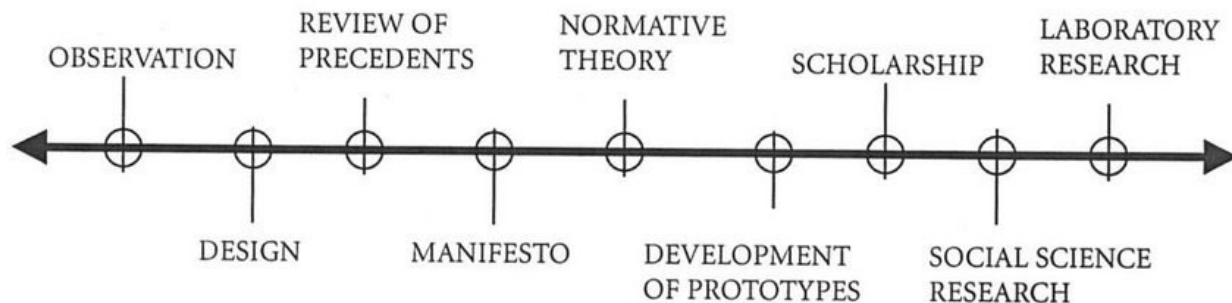 OBSERVATION
DESIGN
REVIEW OF
PRECEDENTS
MANIFESTO
NORMATIVE
THEORY
DEVELOPMENT
OF PROTOTYPES
SCHOLARSHIP
SOCIAL SCIENCE
RESEARCH
LABORATORY
RESEARCH